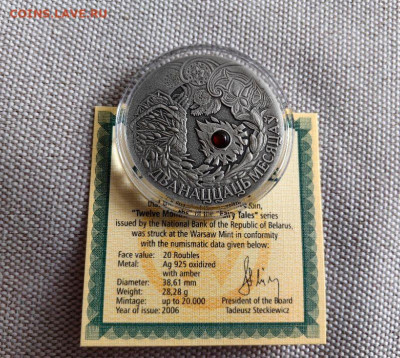 COINS.LAVE.RU
ДВАНАЦЦАЦЬ МЕСЯЦАЎ
coin,
"Twelve Months" of the "Fairy Tales" series
issued by the National Bank of the Republic of Belarus,
was struck at the Warsaw Mint in conformity
with the numismatic data given below:
Face value: 20 Roubles
Metal: Ag 925 oxidized
with amber
Diameter: 38,61 mm
Weight: 28,28 g
Mintage: up to 20.000
Year of issue: 2006
President of the Board
Tadeusz Steckiewicz